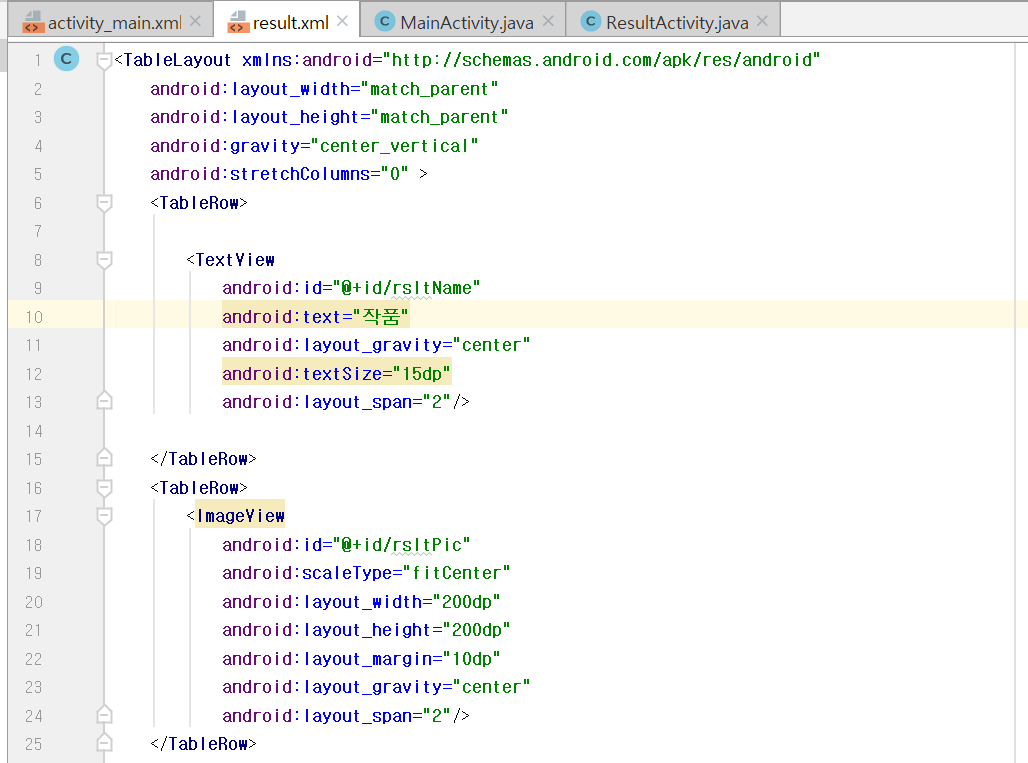 activity_main.xml
result.xml
MainActivity.java
ResultActivity.java
1 C <TableLayout xmlns:android="http://schemas.android.com/apk/res/android"
2 android:layout_width="match_parent"
3 android:layout_height="match_parent"
4 android:gravity="center_vertical"
5 android:stretchColumns="0" >
6 <TableRow>
7
8 <TextView
9 android:id="@+id/rsltName"
10 android:text="작품"
11 android:layout_gravity="center"
12 android:textSize="15dp"
13 android:layout_span="2"/>
14
15 </TableRow>
16 <TableRow>
17 <ImageView
18 android:id="@+id/rsltPic"
19 android:scaleType="fitCenter"
20 android:layout_width="200dp"
21 android:layout_height="200dp"
22 android:layout_margin="10dp"
23 android:layout_gravity="center"
24 android:layout_span="2"/>
25 </TableRow>